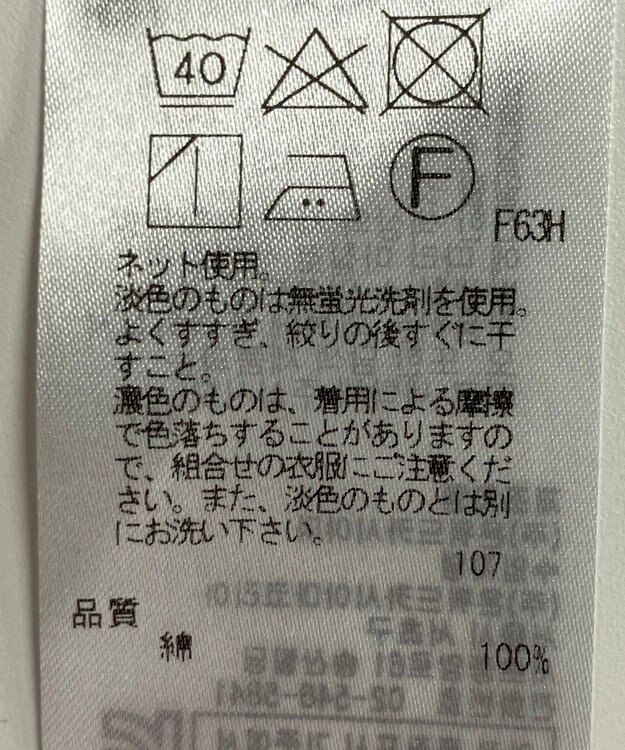 40
F
F63H
ネット使用。
淡色のものは無蛍光洗剤を使用。
よくすすぎ、絞りの後すぐに干
すこと。
濃色のものは、着用による摩擦
で色落ちすることがありますの
で、組合せの衣服にご注意くだ
さい。また、淡色のものとは別
にお洗い下さい。
107
品質
綿 100%